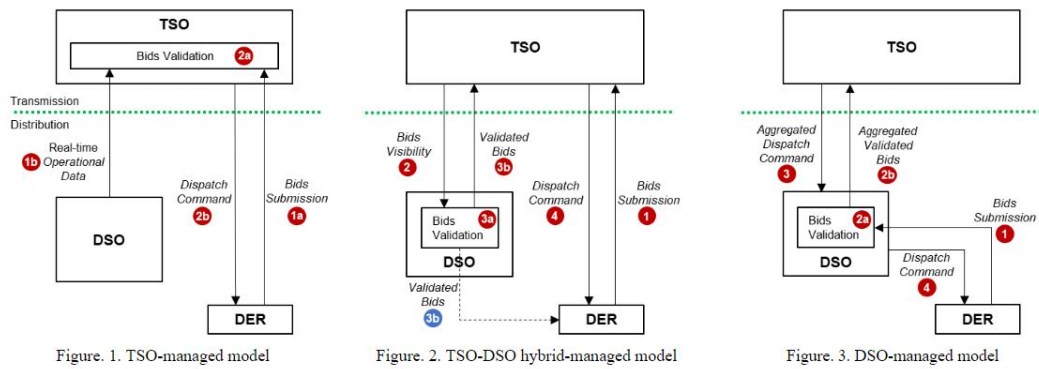 TSO
Bids Validation 2a
Transmission
Distribution
1b Real-time
Operational
Data
Dispatch
Command
2b
Bids
Submission
1a
DSO
DER
Figure. 1. TSO-managed model
TSO
Bids
Visibility
2
Validated
Bids
3b
Dispatch
Command
4
Bids
Submission
1
Bids
Validation
3a
DSO
Validated
Bids
3b
DER
Figure. 2. TSO-DSO hybrid-managed model
TSO
Aggregated
Dispatch
Command
3
Aggregated
Validated
Bids
2b
Bids
Validation
2a
DSO
Bids
Submission
1
Dispatch
Command
4
DER
Figure. 3. DSO-managed model